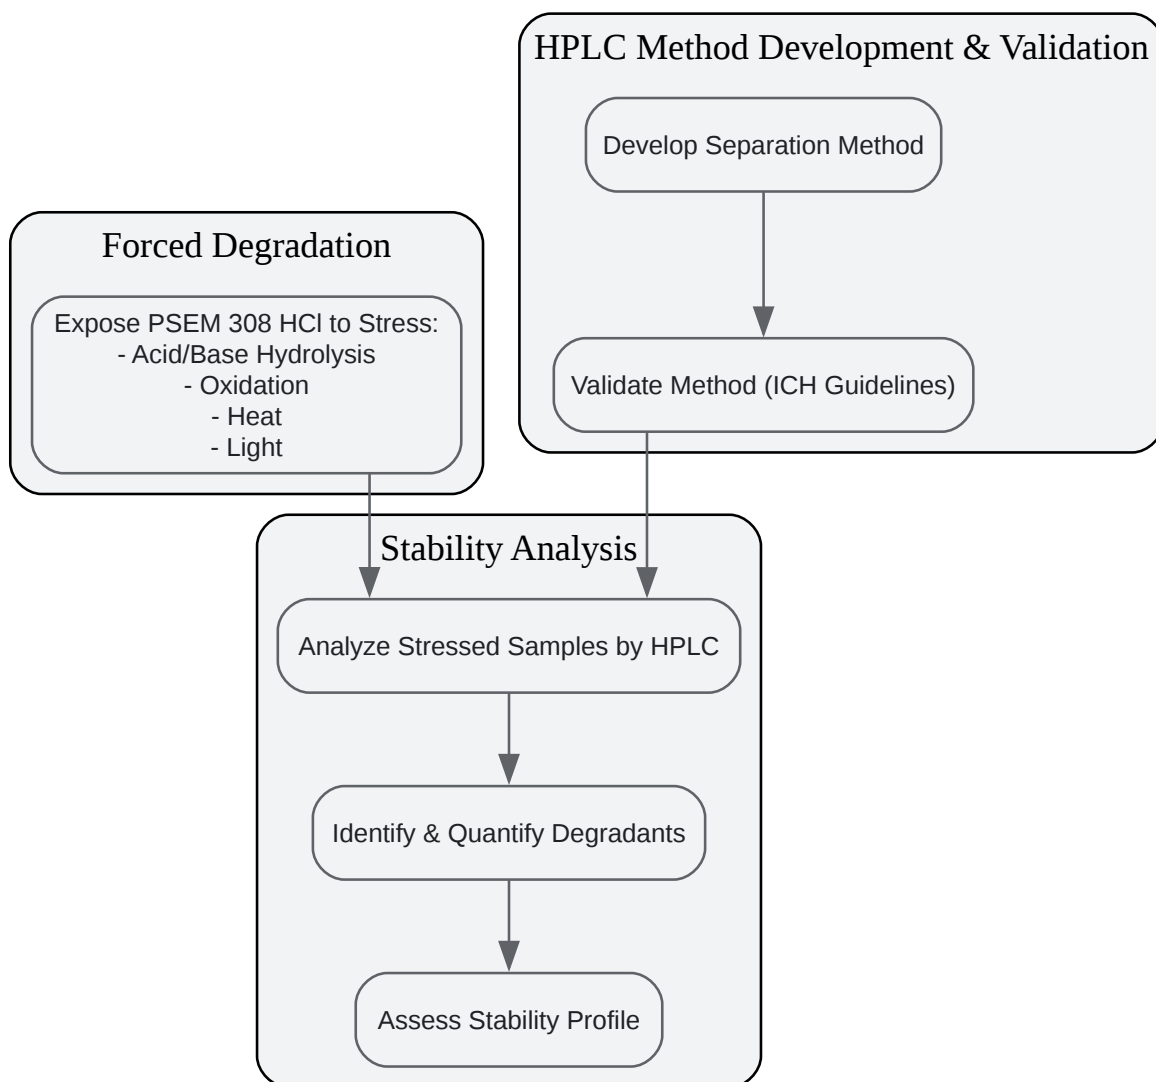 HPLC Method Development & Validation
Develop Separation Method
Validate Method (ICH Guidelines)
Forced Degradation
Expose PSEM 308 HCl to Stress:
- Acid/Base Hydrolysis
- Oxidation
- Heat
- Light
Stability Analysis
Analyze Stressed Samples by HPLC
Identify & Quantify Degradants
Assess Stability Profile